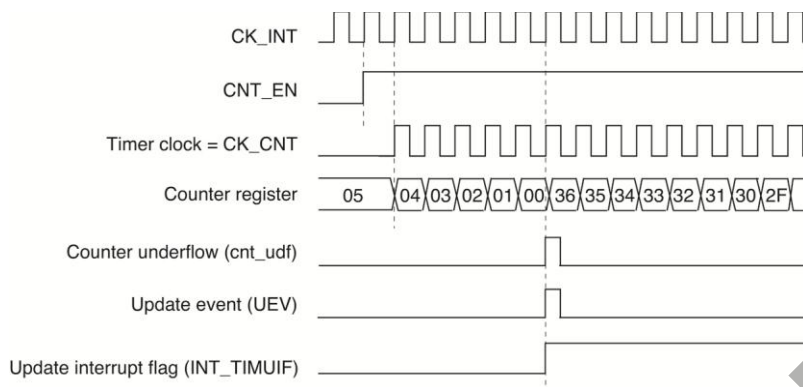 CK_INT
CNT_EN
Timer clock = CK_CNT
Counter register 05 04 03 02 01 00 36 35 34 33 32 31 30 2F
Counter underflow (cnt_udf)
Update event (UEV)
Update interrupt flag (INT_TIMUIF)